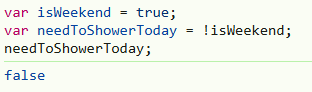 var isWeekend = true;
var needToShowerToday = !isWeekend;
needToShowerToday;
false